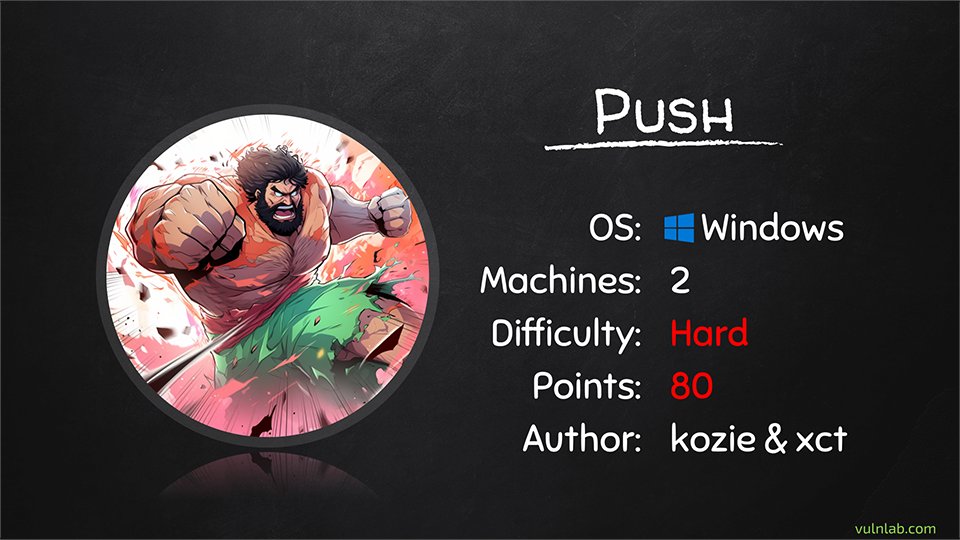 Push
OS: Windows
Machines: 2
Difficulty: Hard
Points: 80
Author: kozie & xct
vulnlab.com